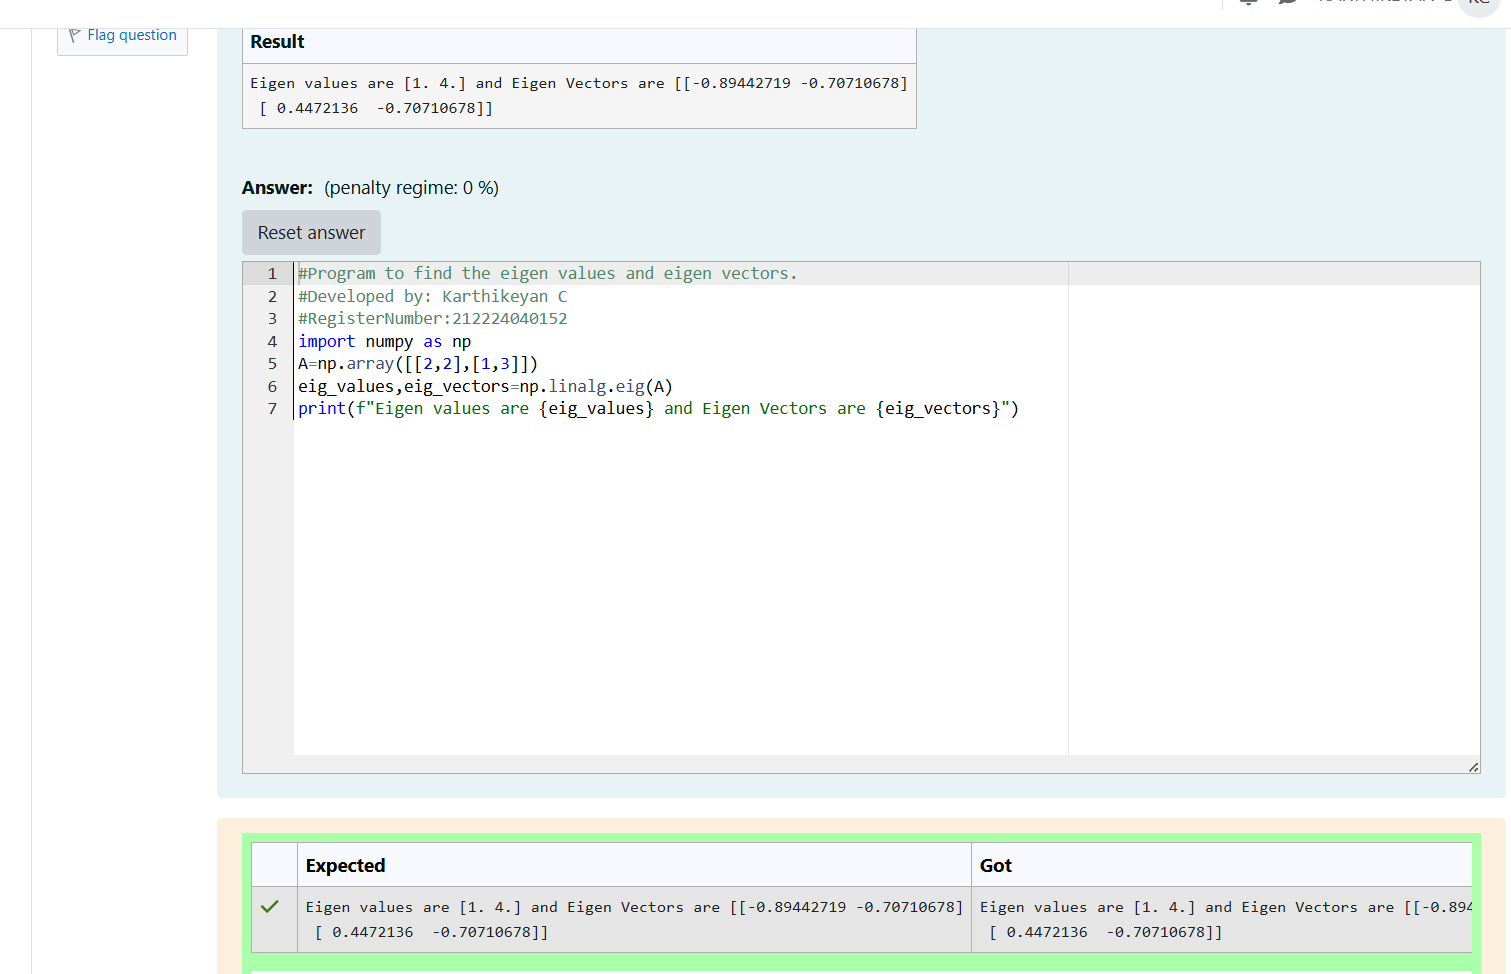 Flag question
Result
Eigen values are [1. 4.] and Eigen Vectors are [[-0.89442719 -0.70710678]
 [ 0.4472136  -0.70710678]]
Answer: (penalty regime: 0 %)
Reset answer
1 #Program to find the eigen values and eigen vectors.
2 #Developed by: Karthikeyan C
3 #RegisterNumber:212224040152
4 import numpy as np
5 A=np.array([[2,2],[1,3]])
6 eig_values,eig_vectors=np.linalg.eig(A)
7 print(f"Eigen values are {eig_values} and Eigen Vectors are {eig_vectors}")
Expected Got
Eigen values are [1. 4.] and Eigen Vectors are [[-0.89442719 -0.70710678] Eigen values are [1. 4.] and Eigen Vectors are [[-0.894
 [ 0.4472136  -0.70710678]] [ 0.4472136  -0.70710678]]